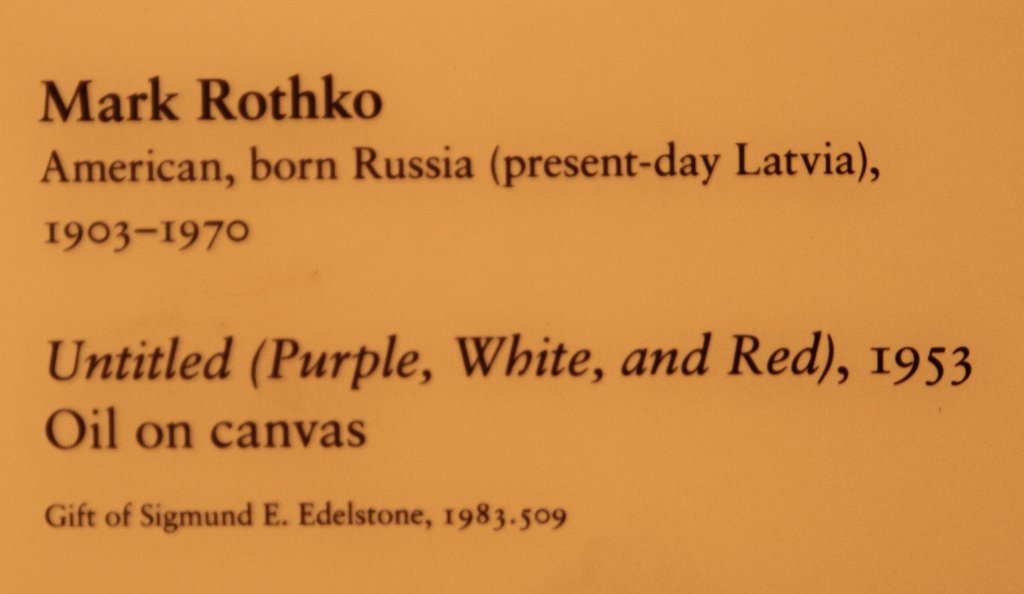 Mark Rothko
American, born Russia (present-day Latvia),
1903–1970
Untitled (Purple, White, and Red), 1953
Oil on canvas
Gift of Sigmund E. Edelstone, 1983.509